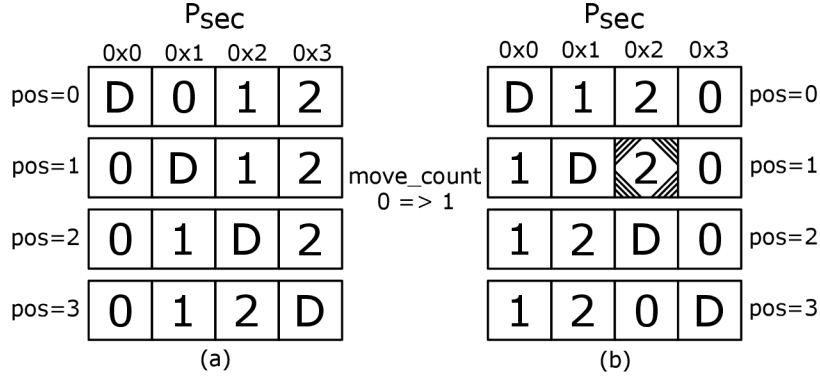 Psec Psec
0x0 0x1 0x2 0x3 0x0 0x1 0x2 0x3
pos=0 D 0 1 2 D 1 2 0 pos=0
pos=1 0 D 1 2 move_count 1 D 2 0 pos=1
0 => 1
pos=2 0 1 D 2 1 2 D 0 pos=2
pos=3 0 1 2 D 1 2 0 D pos=3
(a) (b)